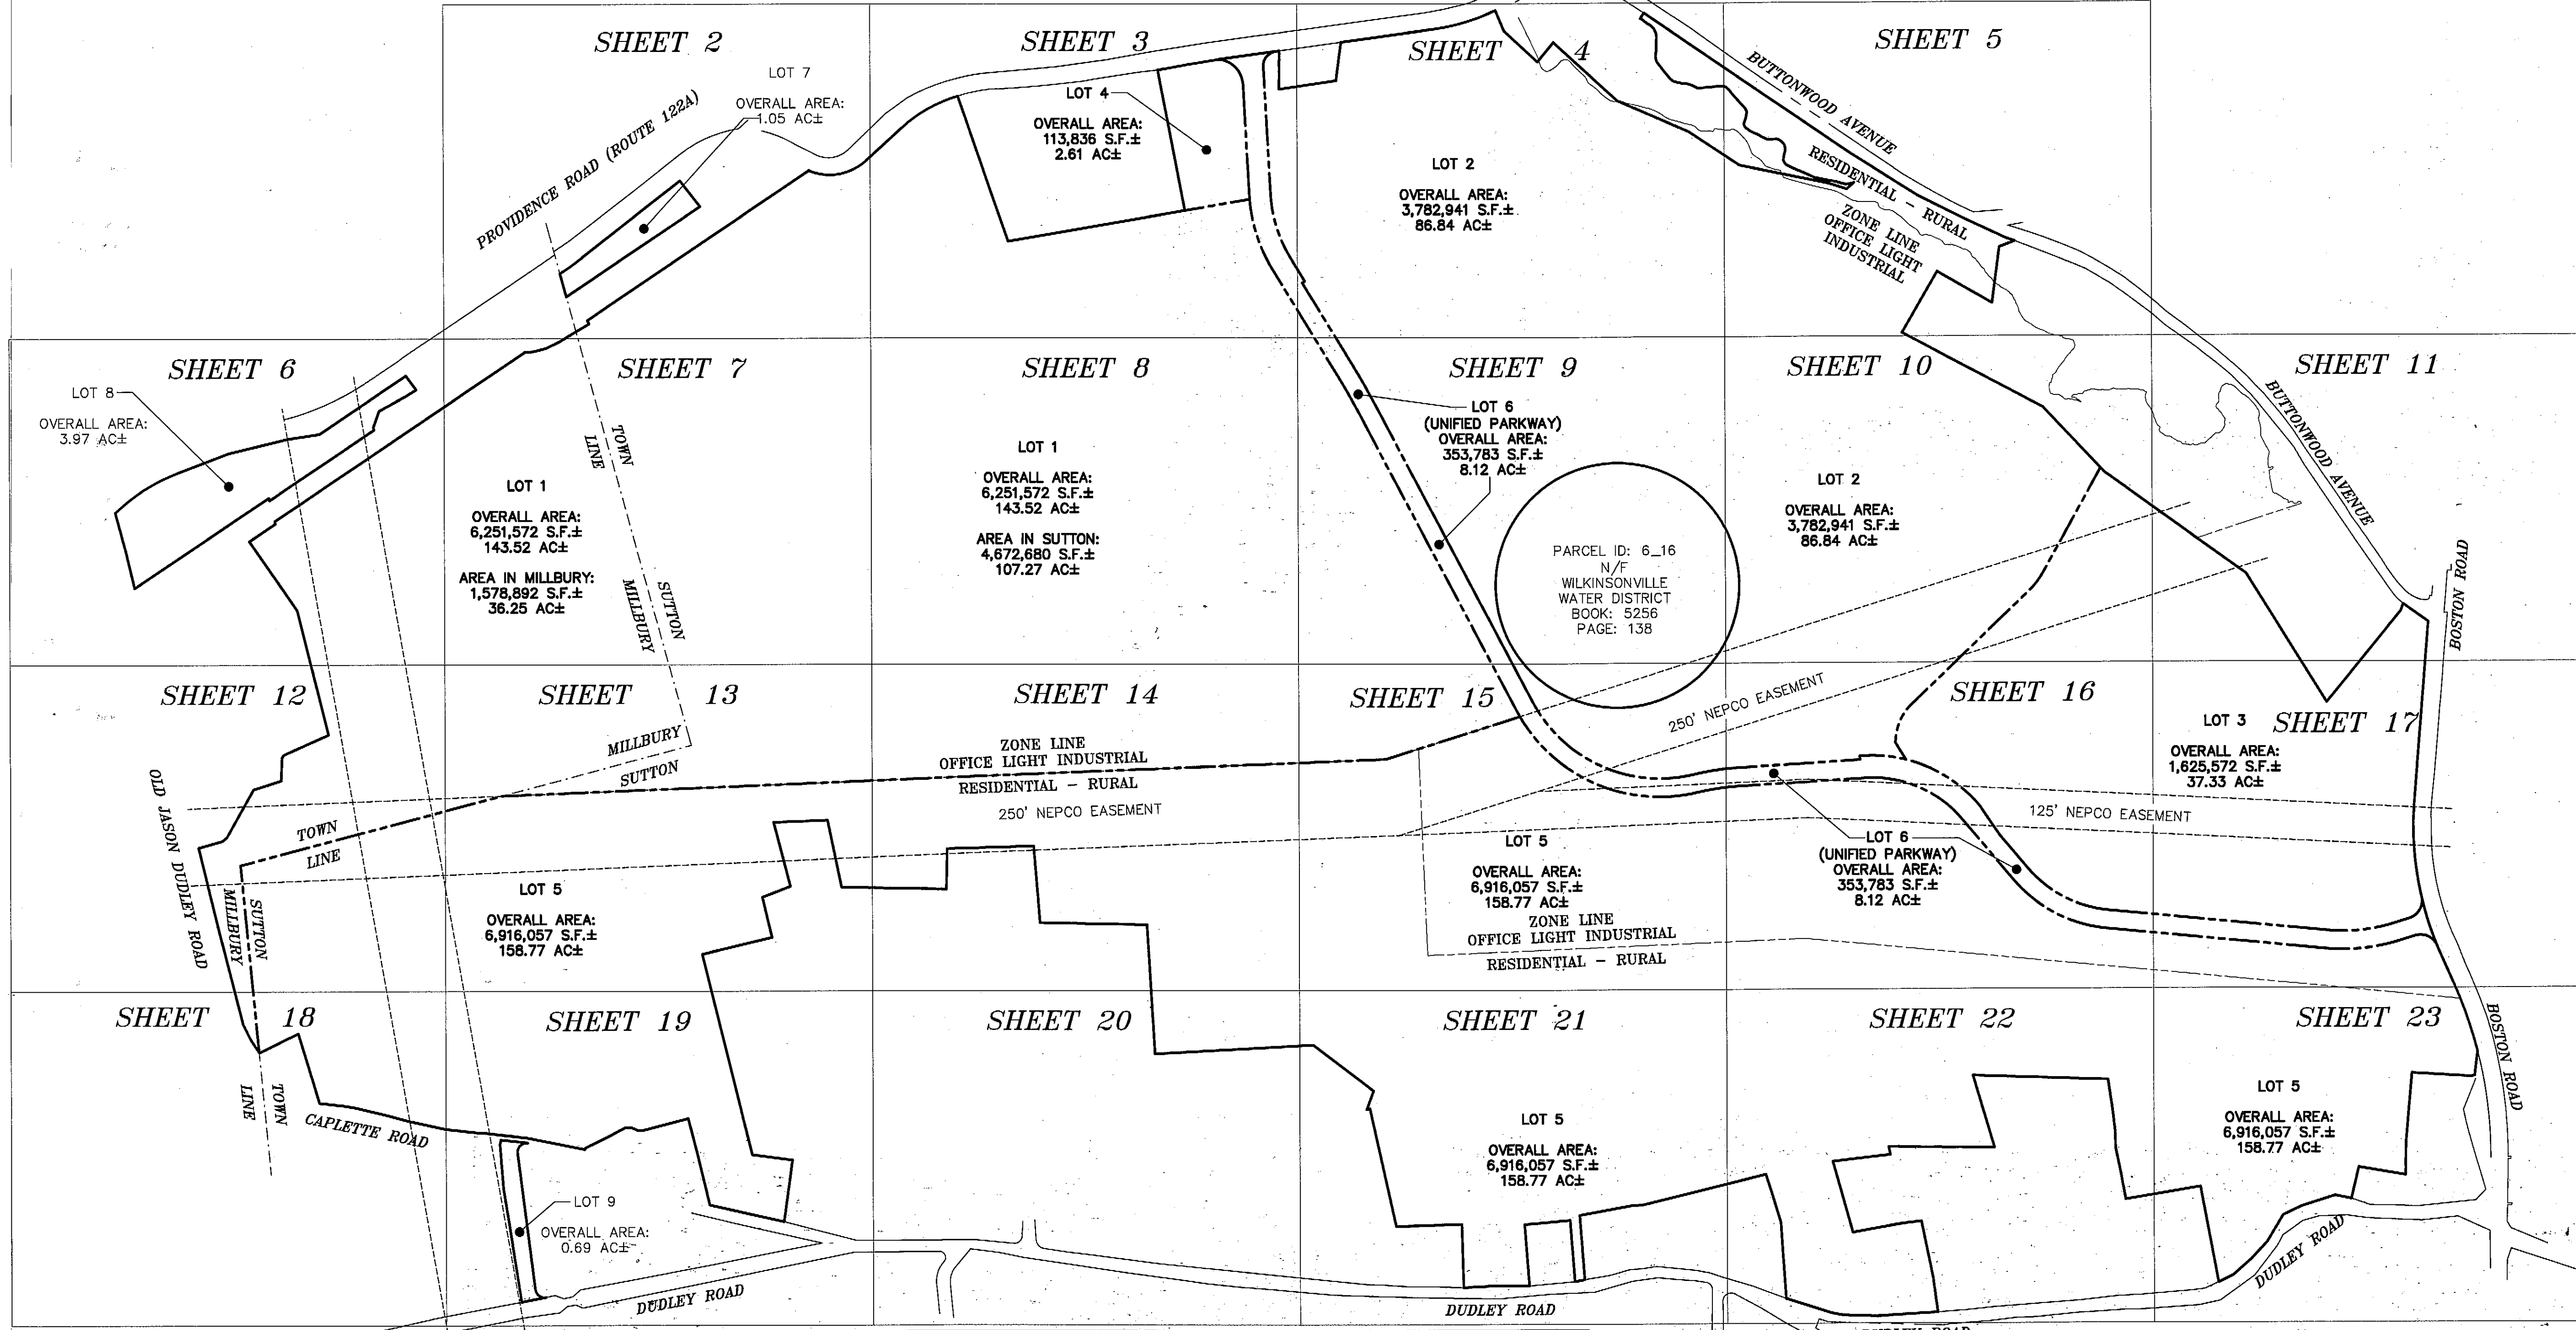 SHEET 2
SHEET 3
SHEET 4
SHEET 5
LOT 7
OVERALL AREA:
1.05 AC±
PROVIDENCE ROAD (ROUTE 122A)
LOT 4
OVERALL AREA:
113,836 S.F.±
2.61 AC±
LOT 2
OVERALL AREA:
3,782,941 S.F.±
86.84 AC±
BUTTONWOOD AVENUE
RESIDENTIAL - RURAL
ZONE LINE
OFFICE LIGHT
INDUSTRIAL
SHEET 6
SHEET 7
SHEET 8
SHEET 9
SHEET 10
SHEET 11
LOT 8
OVERALL AREA:
3.97 AC±
LOT 1
OVERALL AREA:
6,251,572 S.F.±
143.52 AC±
AREA IN MILLBURY:
1,578,892 S.F.±
36.25 AC±
TOWN
LINE
SUTTON
MILLBURY
LOT 1
OVERALL AREA:
6,251,572 S.F.±
143.52 AC±
AREA IN SUTTON:
4,672,680 S.F.±
107.27 AC±
LOT 6
(UNIFIED PARKWAY)
OVERALL AREA:
353,783 S.F.±
8.12 AC±
PARCEL ID: 6_16
N/F
WILKINSONVILLE
WATER DISTRICT
BOOK: 5256
PAGE: 138
LOT 2
OVERALL AREA:
3,782,941 S.F.±
86.84 AC±
BUTTONWOOD AVENUE
BOSTON ROAD
SHEET 12
SHEET 13
SHEET 14
SHEET 15
SHEET 16
SHEET 17
MILLBURY
SUTTON
ZONE LINE
OFFICE LIGHT INDUSTRIAL
RESIDENTIAL - RURAL
250' NEPCO EASEMENT
250' NEPCO EASEMENT
LOT 3
OVERALL AREA:
1,625,572 S.F.±
37.33 AC±
125' NEPCO EASEMENT
OLD JASON DUDLEY ROAD
TOWN
LINE
SUTTON
MILLBURY
LOT 5
OVERALL AREA:
6,916,057 S.F.±
158.77 AC±
LOT 5
OVERALL AREA:
6,916,057 S.F.±
158.77 AC±
ZONE LINE
OFFICE LIGHT INDUSTRIAL
RESIDENTIAL - RURAL
LOT 6
(UNIFIED PARKWAY)
OVERALL AREA:
353,783 S.F.±
8.12 AC±
SHEET 18
SHEET 19
SHEET 20
SHEET 21
SHEET 22
SHEET 23
BOSTON ROAD
TOWN
LINE
CAPLETTE ROAD
LOT 9
OVERALL AREA:
0.69 AC±
LOT 5
OVERALL AREA:
6,916,057 S.F.±
158.77 AC±
LOT 5
OVERALL AREA:
6,916,057 S.F.±
158.77 AC±
DUDLEY ROAD
DUDLEY ROAD
DUDLEY ROAD